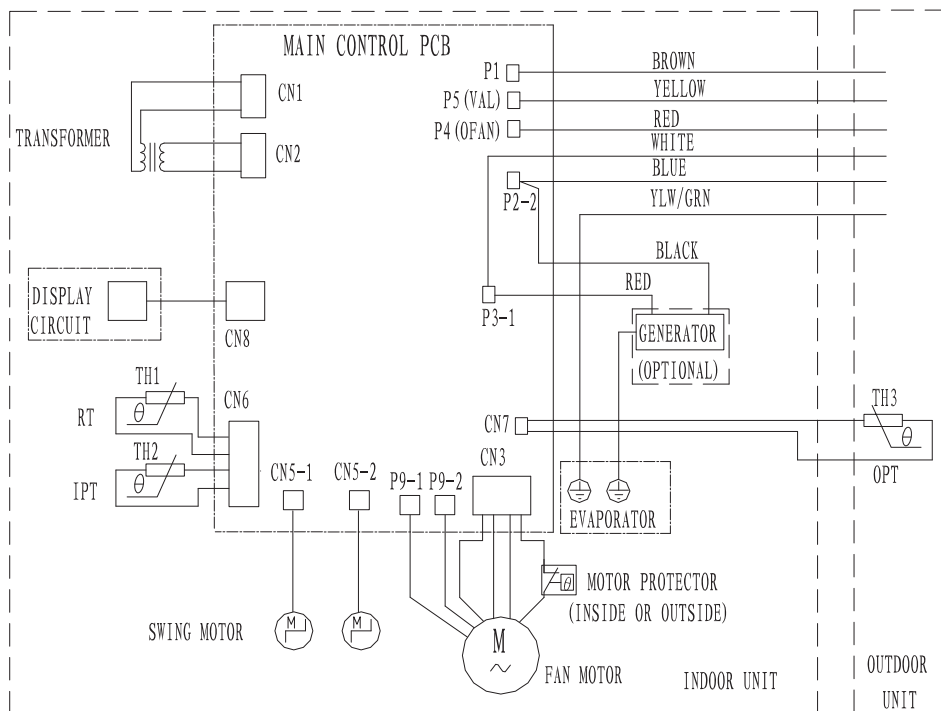 MAIN CONTROL PCB
P1
BROWN
P5(VAL)
YELLOW
P4(OFAN)
RED
WHITE
BLUE
P2-2
YLW/GRN
CN1
TRANSFORMER
CN2
BLACK
RED
P3-1
GENERATOR
(OPTIONAL)
DISPLAY
CIRCUIT
CN8
TH1
θ
RT
CN6
TH2
θ
IPT
CN7
TH3
θ
OPT
CN5-1
CN5-2
P9-1
P9-2
CN3
EVAPORATOR
θ
MOTOR PROTECTOR
(INSIDE OR OUTSIDE)
SWING MOTOR
M
M
M
~
FAN MOTOR
INDOOR UNIT
OUTDOOR
UNIT